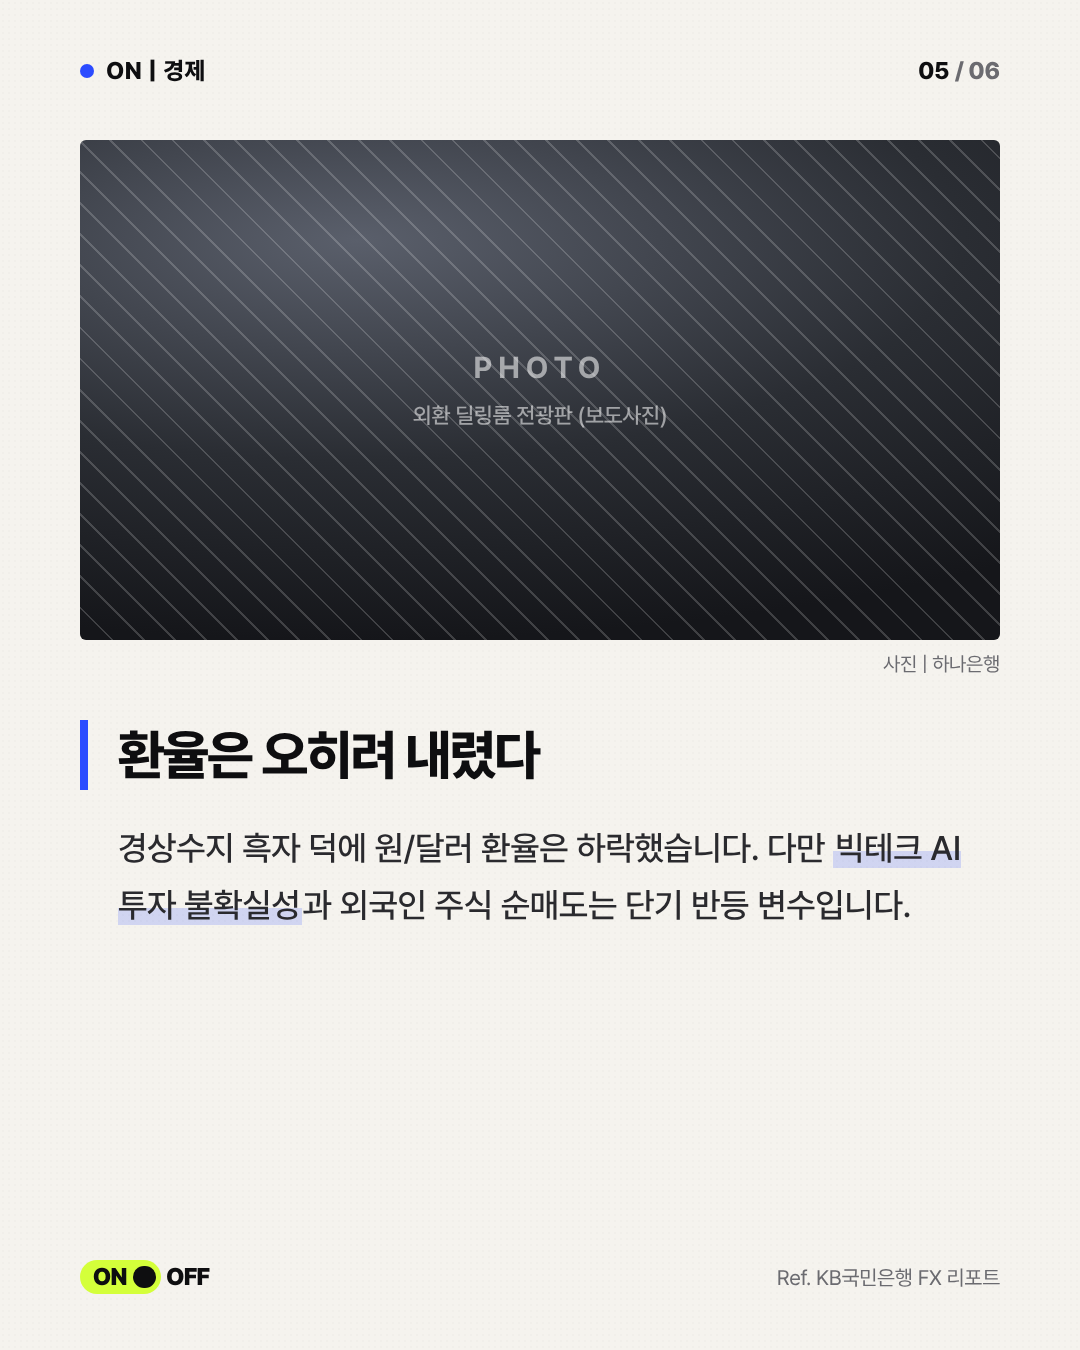 ON | 경제
05 / 06
PHOTO
외환 딜링룸 전광판 (보도사진)
사진 | 하나은행
환율은 오히려 내렸다
경상수지 흑자 덕에 원/달러 환율은 하락했습니다. 다만 빅테크 AI
투자 불확실성과 외국인 주식 순매도는 단기 반등 변수입니다.
ON OFF
Ref. KB국민은행 FX 리포트